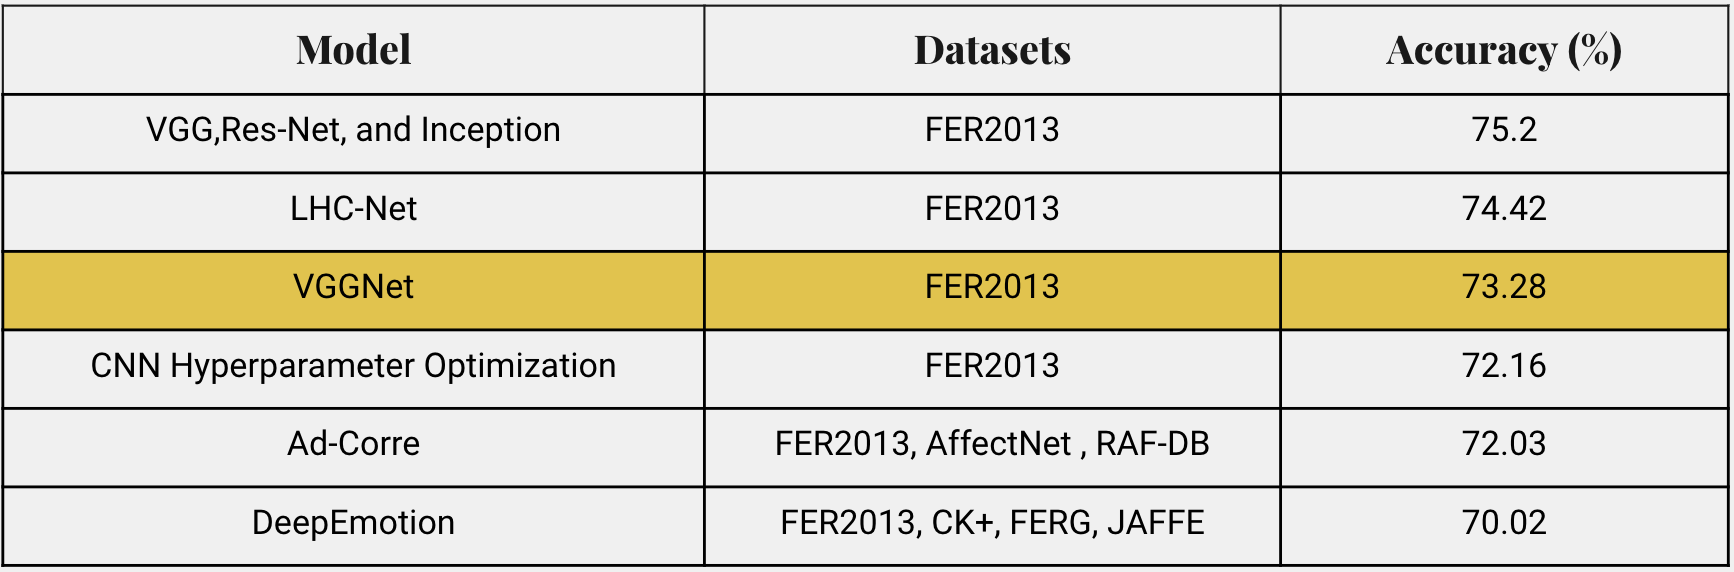 Model Datasets Accuracy (%)
VGG,Res-Net, and Inception FER2013 75.2
LHC-Net FER2013 74.42
VGGNet FER2013 73.28
CNN Hyperparameter Optimization FER2013 72.16
Ad-Corre FER2013, AffectNet , RAF-DB 72.03
DeepEmotion FER2013, CK+, FERG, JAFFE 70.02